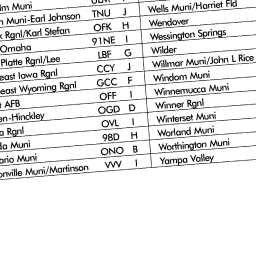 Muni
Muni-Earl Johnson TNU J Wells Muni/Harriet Fld
Rgnl/Karl Stefan OFK H Wendover
Omaha 91NE I Wessington Springs
Platte Rgnl/Lee LBF G Wilder
east Iowa Rgnl CCY J Willmar Muni/John L Rice
east Wyoming Rgnl GCC F Windom Muni
AFB OFF I Winnemucca Muni
en-Hinckley OGD D Winner Rgnl
a Rgnl OVL I Winterset Muni
da Muni 98D H Worland Muni
ario Muni ONO B Worthington Muni
onville Muni/Martinson VVV I Yampa Valley